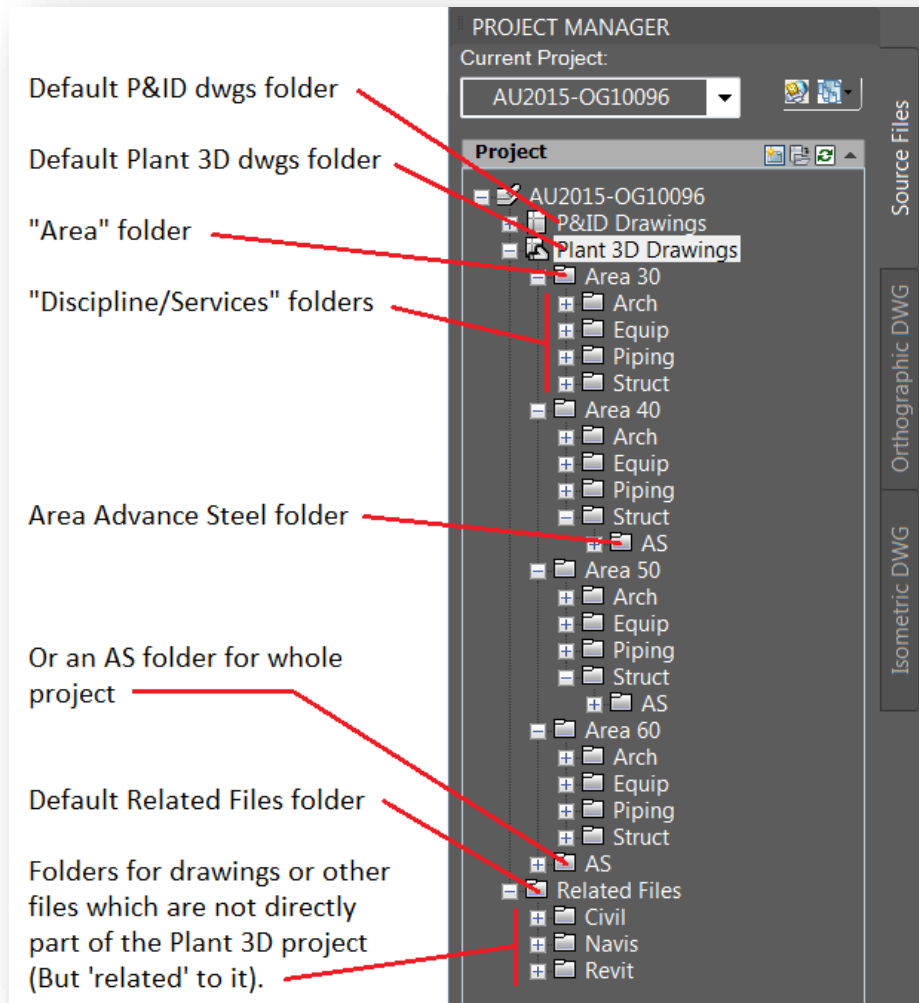 PROJECT MANAGER
Current Project:
AU2015-OG10096
Project
AU2015-OG10096
P&ID Drawings
Plant 3D Drawings
Area 30
Arch
Equip
Piping
Struct
Area 40
Arch
Equip
Piping
Struct
AS
Area 50
Arch
Equip
Piping
Struct
AS
Area 60
Arch
Equip
Piping
Struct
AS
Related Files
Civil
Navis
Revit
Source Files
Orthographic DWG
Isometric DWG
Default P&ID dwgs folder
Default Plant 3D dwgs folder
"Area" folder
"Discipline/Services" folders
Area Advance Steel folder
Or an AS folder for whole
project
Default Related Files folder
Folders for drawings or other
files which are not directly
part of the Plant 3D project
(But 'related' to it).